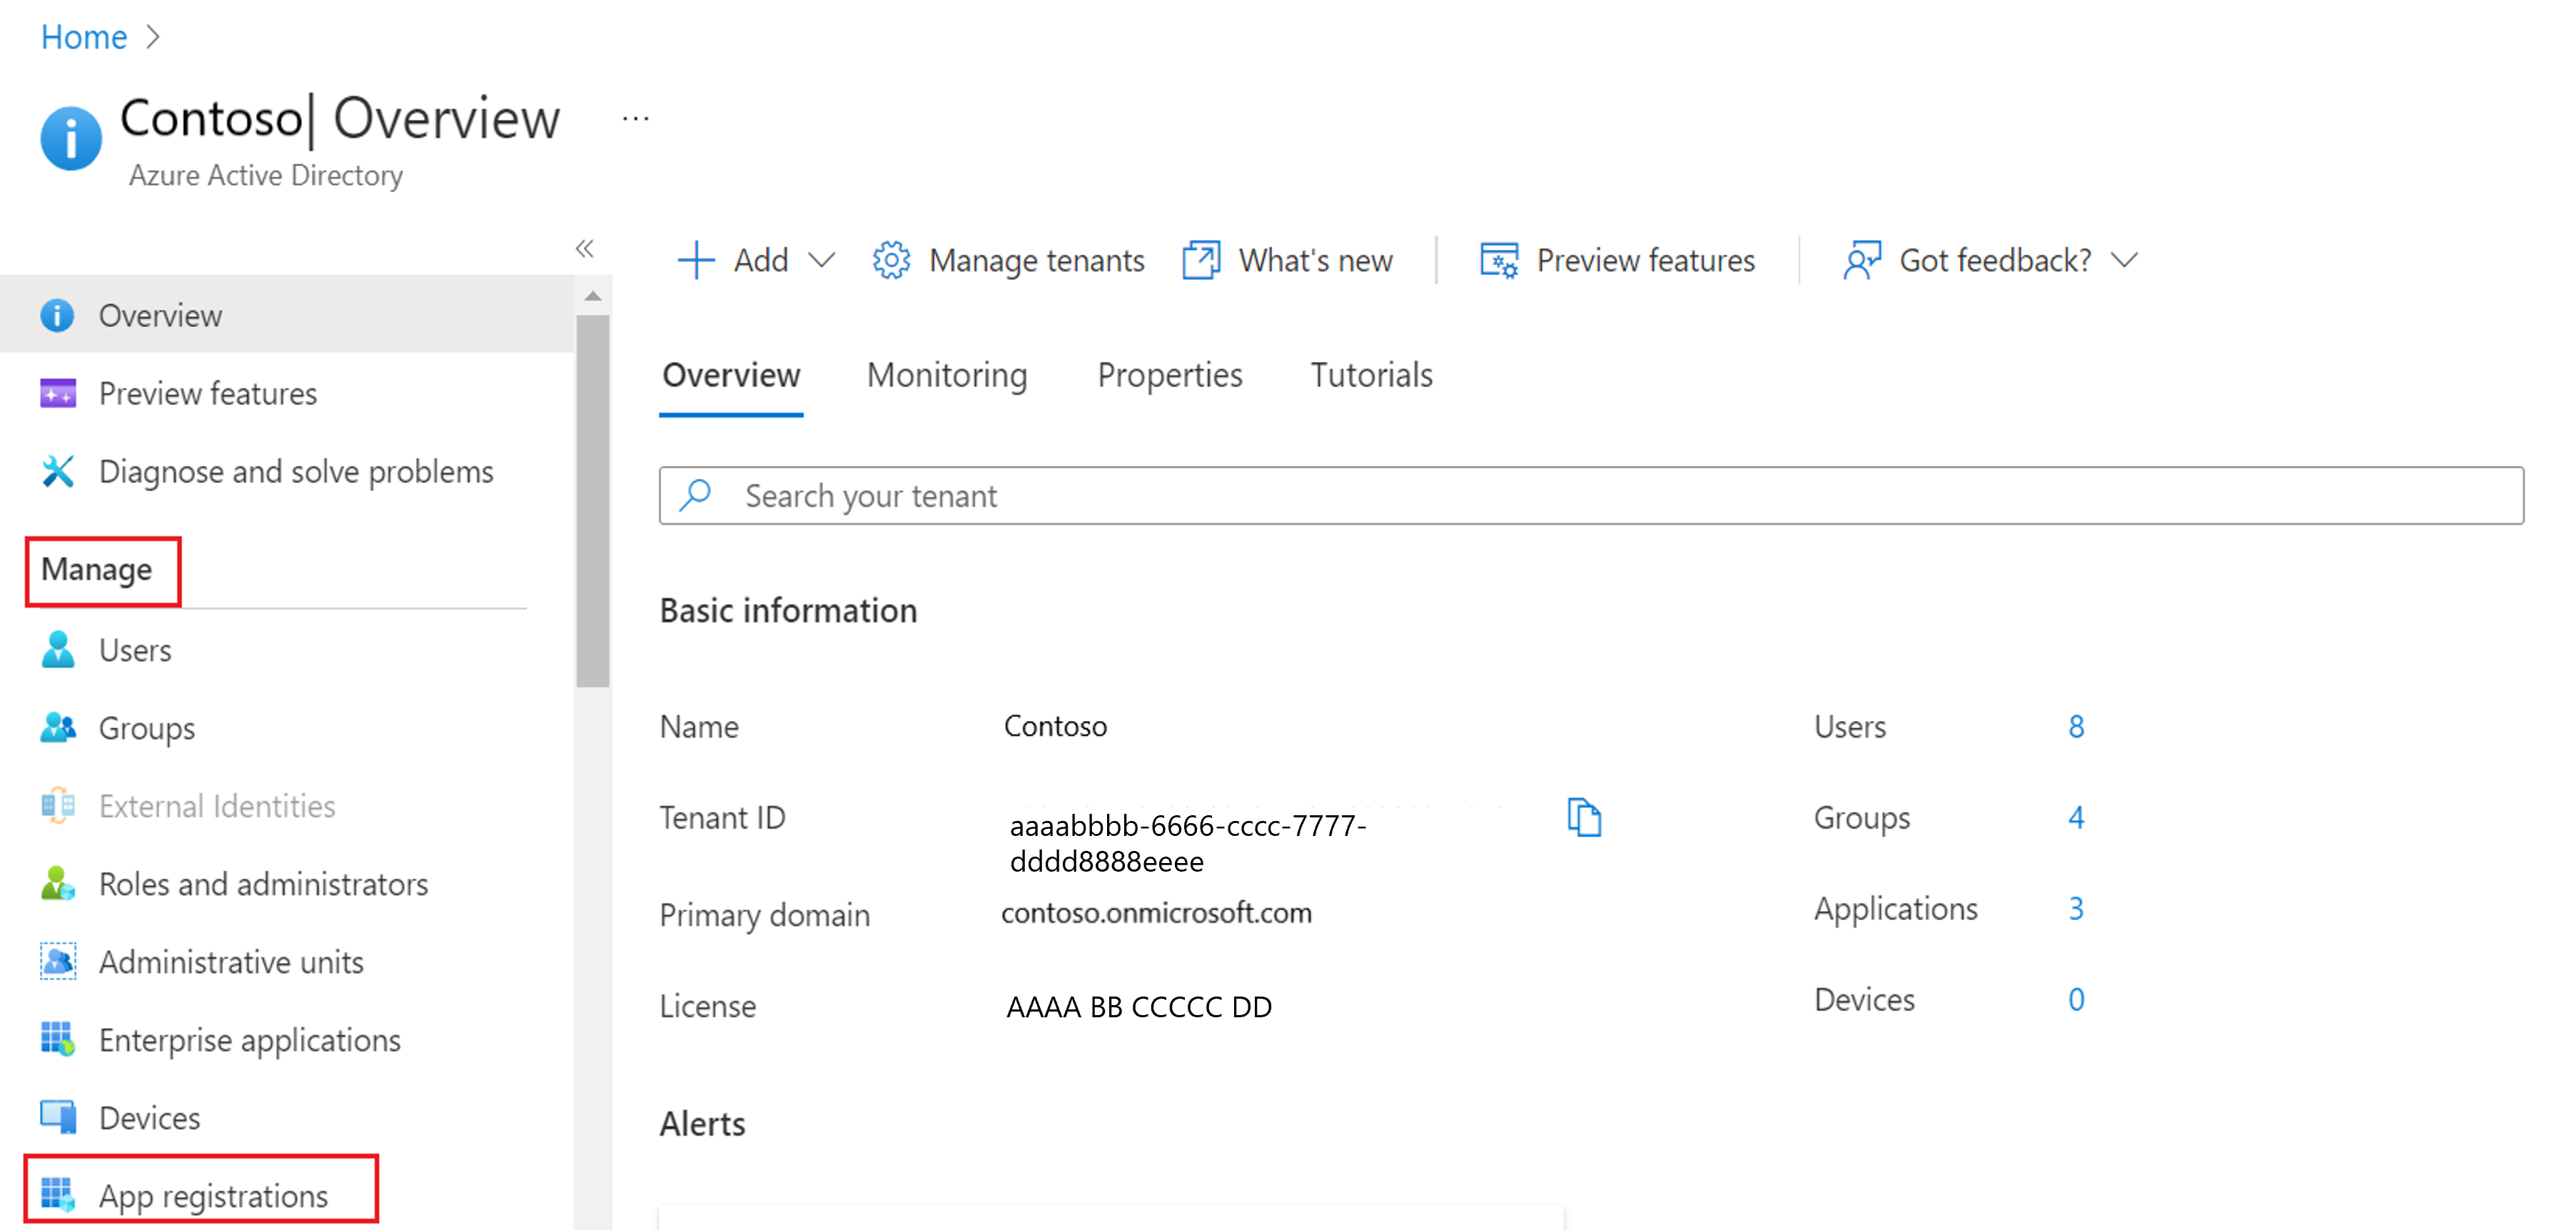 Home
Contoso| Overview ...
Azure Active Directory
Overview
Preview features
Diagnose and solve problems
Manage
Users
Groups
External Identities
Roles and administrators
Administrative units
Enterprise applications
Devices
App registrations
Add Manage tenants What's new Preview features Got feedback?
Overview Monitoring Properties Tutorials
Search your tenant
Basic information
Name Contoso Users 8
Tenant ID aaaabbbb-6666-cccc-7777-
dddd8888eeee Groups 4
Primary domain contoso.onmicrosoft.com Applications 3
License AAAA BB CCCCC DD Devices 0
Alerts